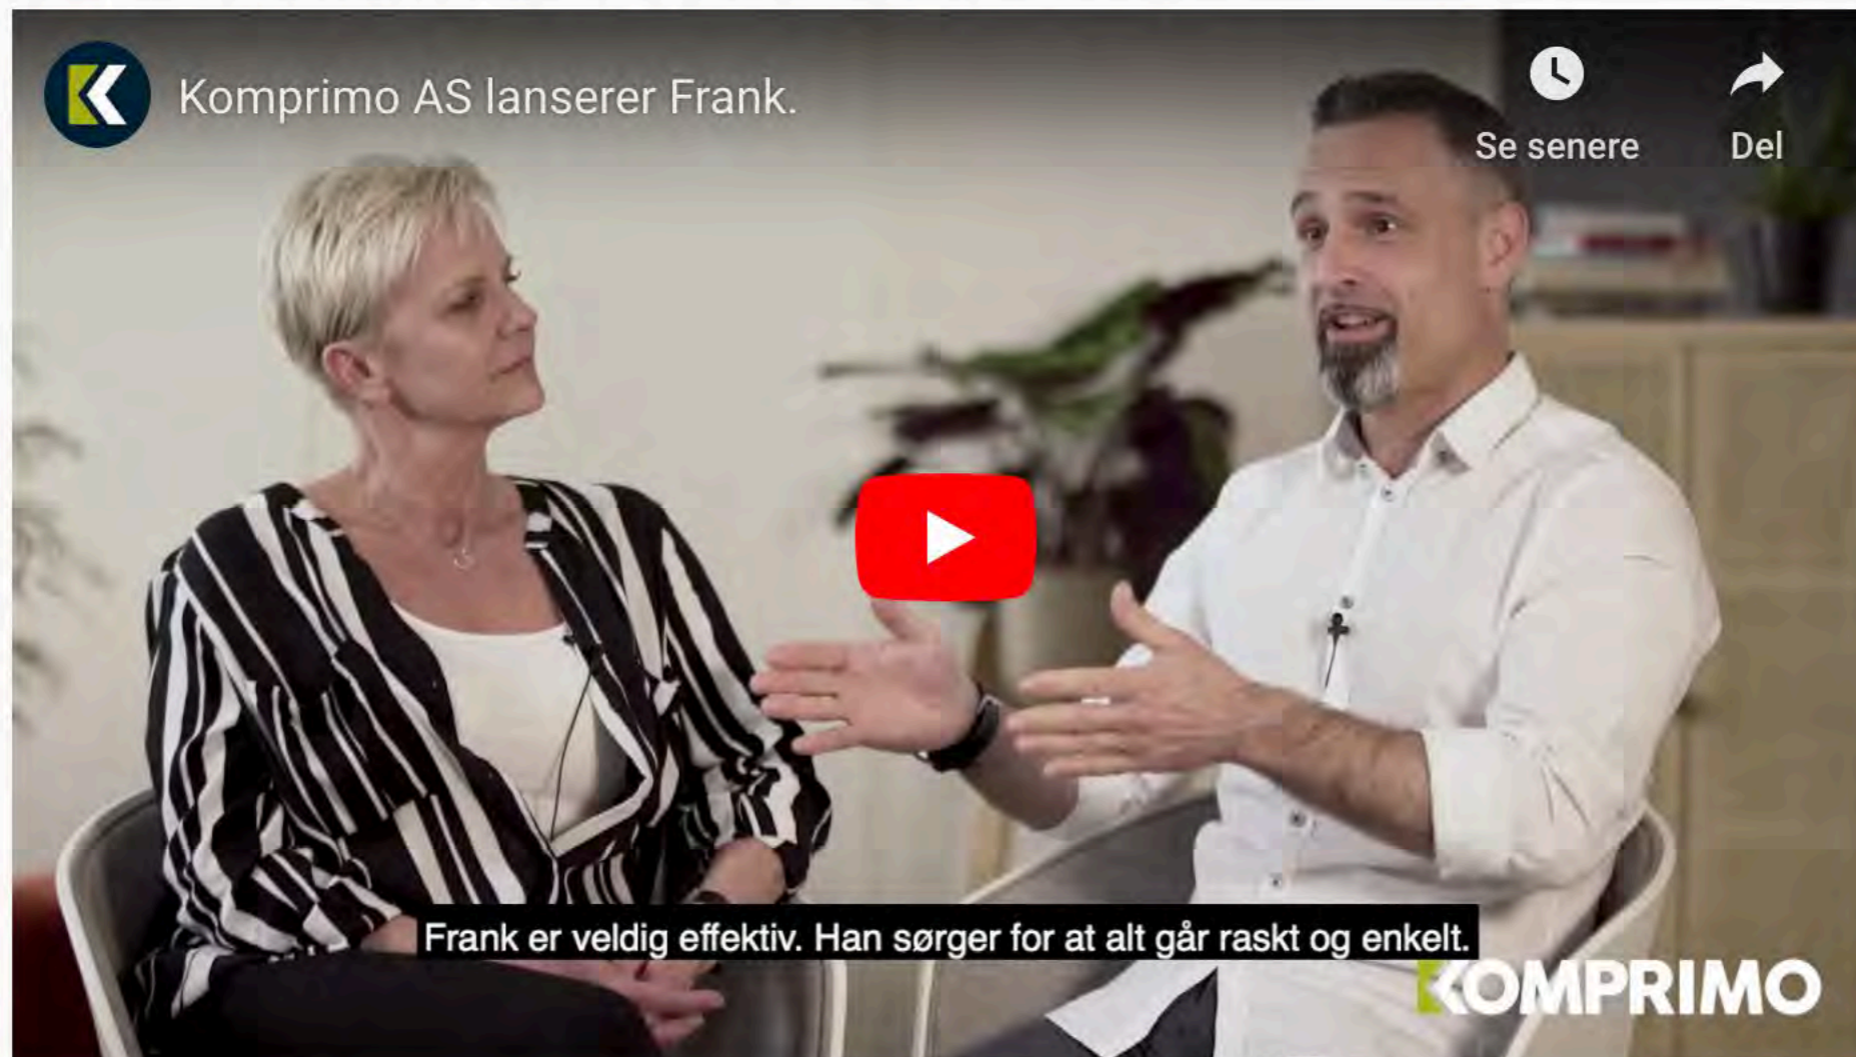 Komprimo AS lanserer Frank.
Se senere
Del
Frank er veldig effektiv. Han sørger for at alt går raskt og enkelt.
KOMPRIMO